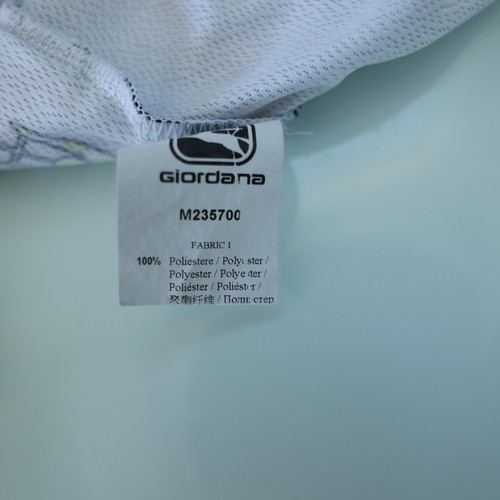 GIORDANA
M235700
FABRIC 1
100% Poliestere / Polyester /
Polyester / Polyester /
Poliéster / Poliéster /
聚酯纤维 / Полиэстер